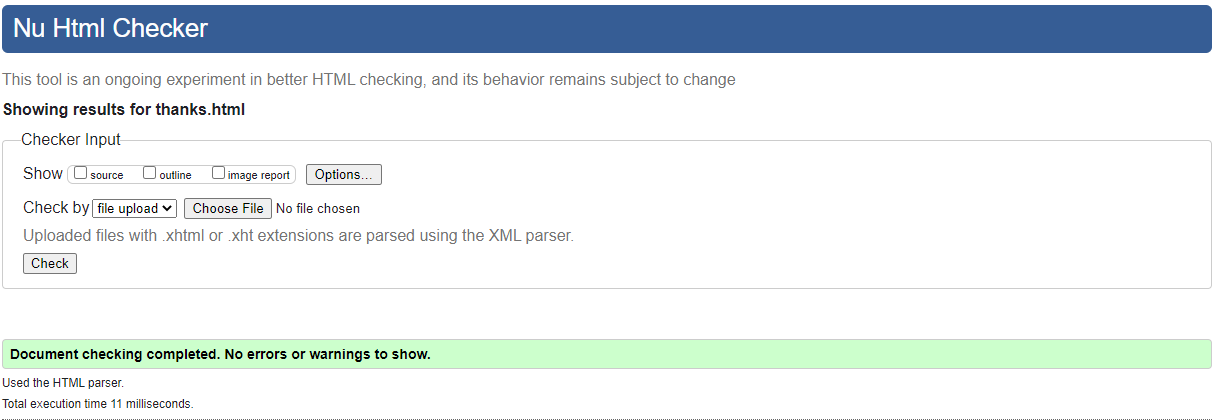 Nu Html Checker
This tool is an ongoing experiment in better HTML checking, and its behavior remains subject to change
Showing results for thanks.html
Checker Input
Show source outline image report Options...
Check by file upload Choose File No file chosen
Uploaded files with .xhtml or .xht extensions are parsed using the XML parser.
Check
Document checking completed. No errors or warnings to show.
Used the HTML parser.
Total execution time 11 milliseconds.